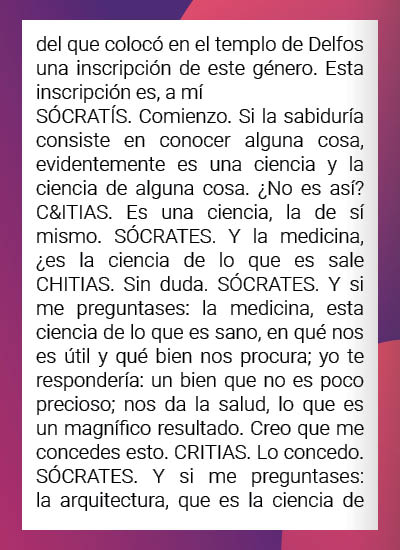 del que colocó en el templo de Delfos
una inscripción de este género. Esta
inscripción es, a mí
SÓCRATÍS. Comienzo. Si la sabiduría
consiste en conocer alguna cosa,
evidentemente es una ciencia y la
ciencia de alguna cosa. ¿No es así?
C&ITIAS. Es una ciencia, la de sí
mismo. SÓCRATES. Y la medicina,
¿es la ciencia de lo que es sale
CHITIAS. Sin duda. SÓCRATES. Y si
me preguntases: la medicina, esta
ciencia de lo que es sano, en qué nos
es útil y qué bien nos procura; yo te
respondería: un bien que no es poco
precioso; nos da la salud, lo que es
un magnífico resultado. Creo que me
concedes esto. CRITIAS. Lo concedo.
SÓCRATES. Y si me preguntases:
la arquitectura, que es la ciencia de